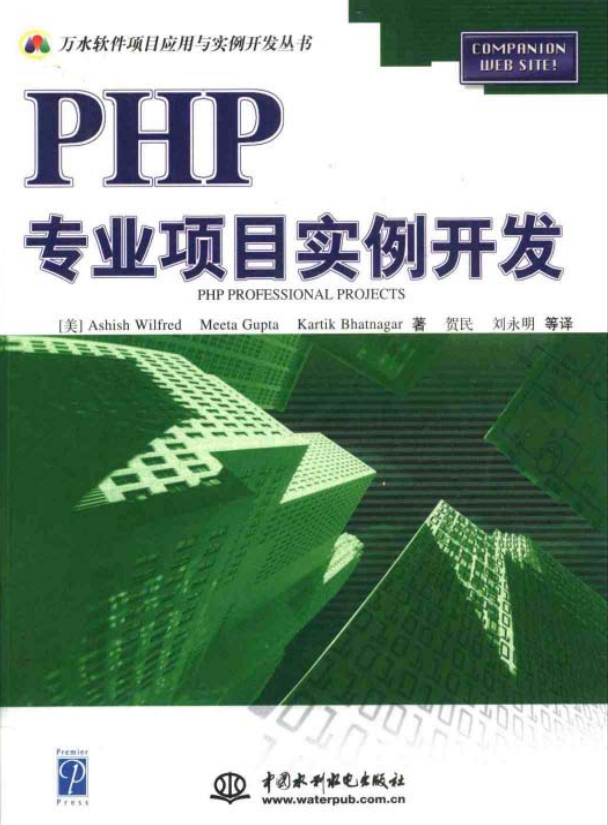 万水软件项目应用与实例开发丛书
COMPANION
WEB SITE!
PHP
专业项目实例开发
PHP PROFESSIONAL PROJECTS
[美] Ashish Wilfred Meeta Gupta Kartik Bhatnagar 著 贺民 刘永明 等译
Premier
P
Press
中国水利水电出版社
www.waterpub.com.cn